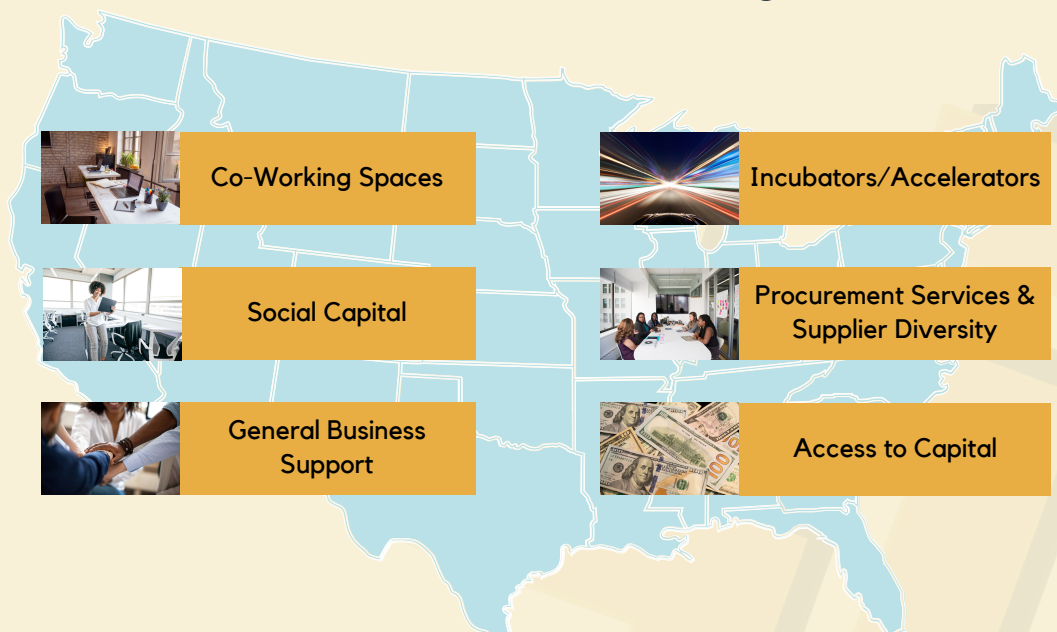 Co-Working Spaces
Incubators/Accelerators
Social Capital
Procurement Services &
Supplier Diversity
General Business
Support
Access to Capital